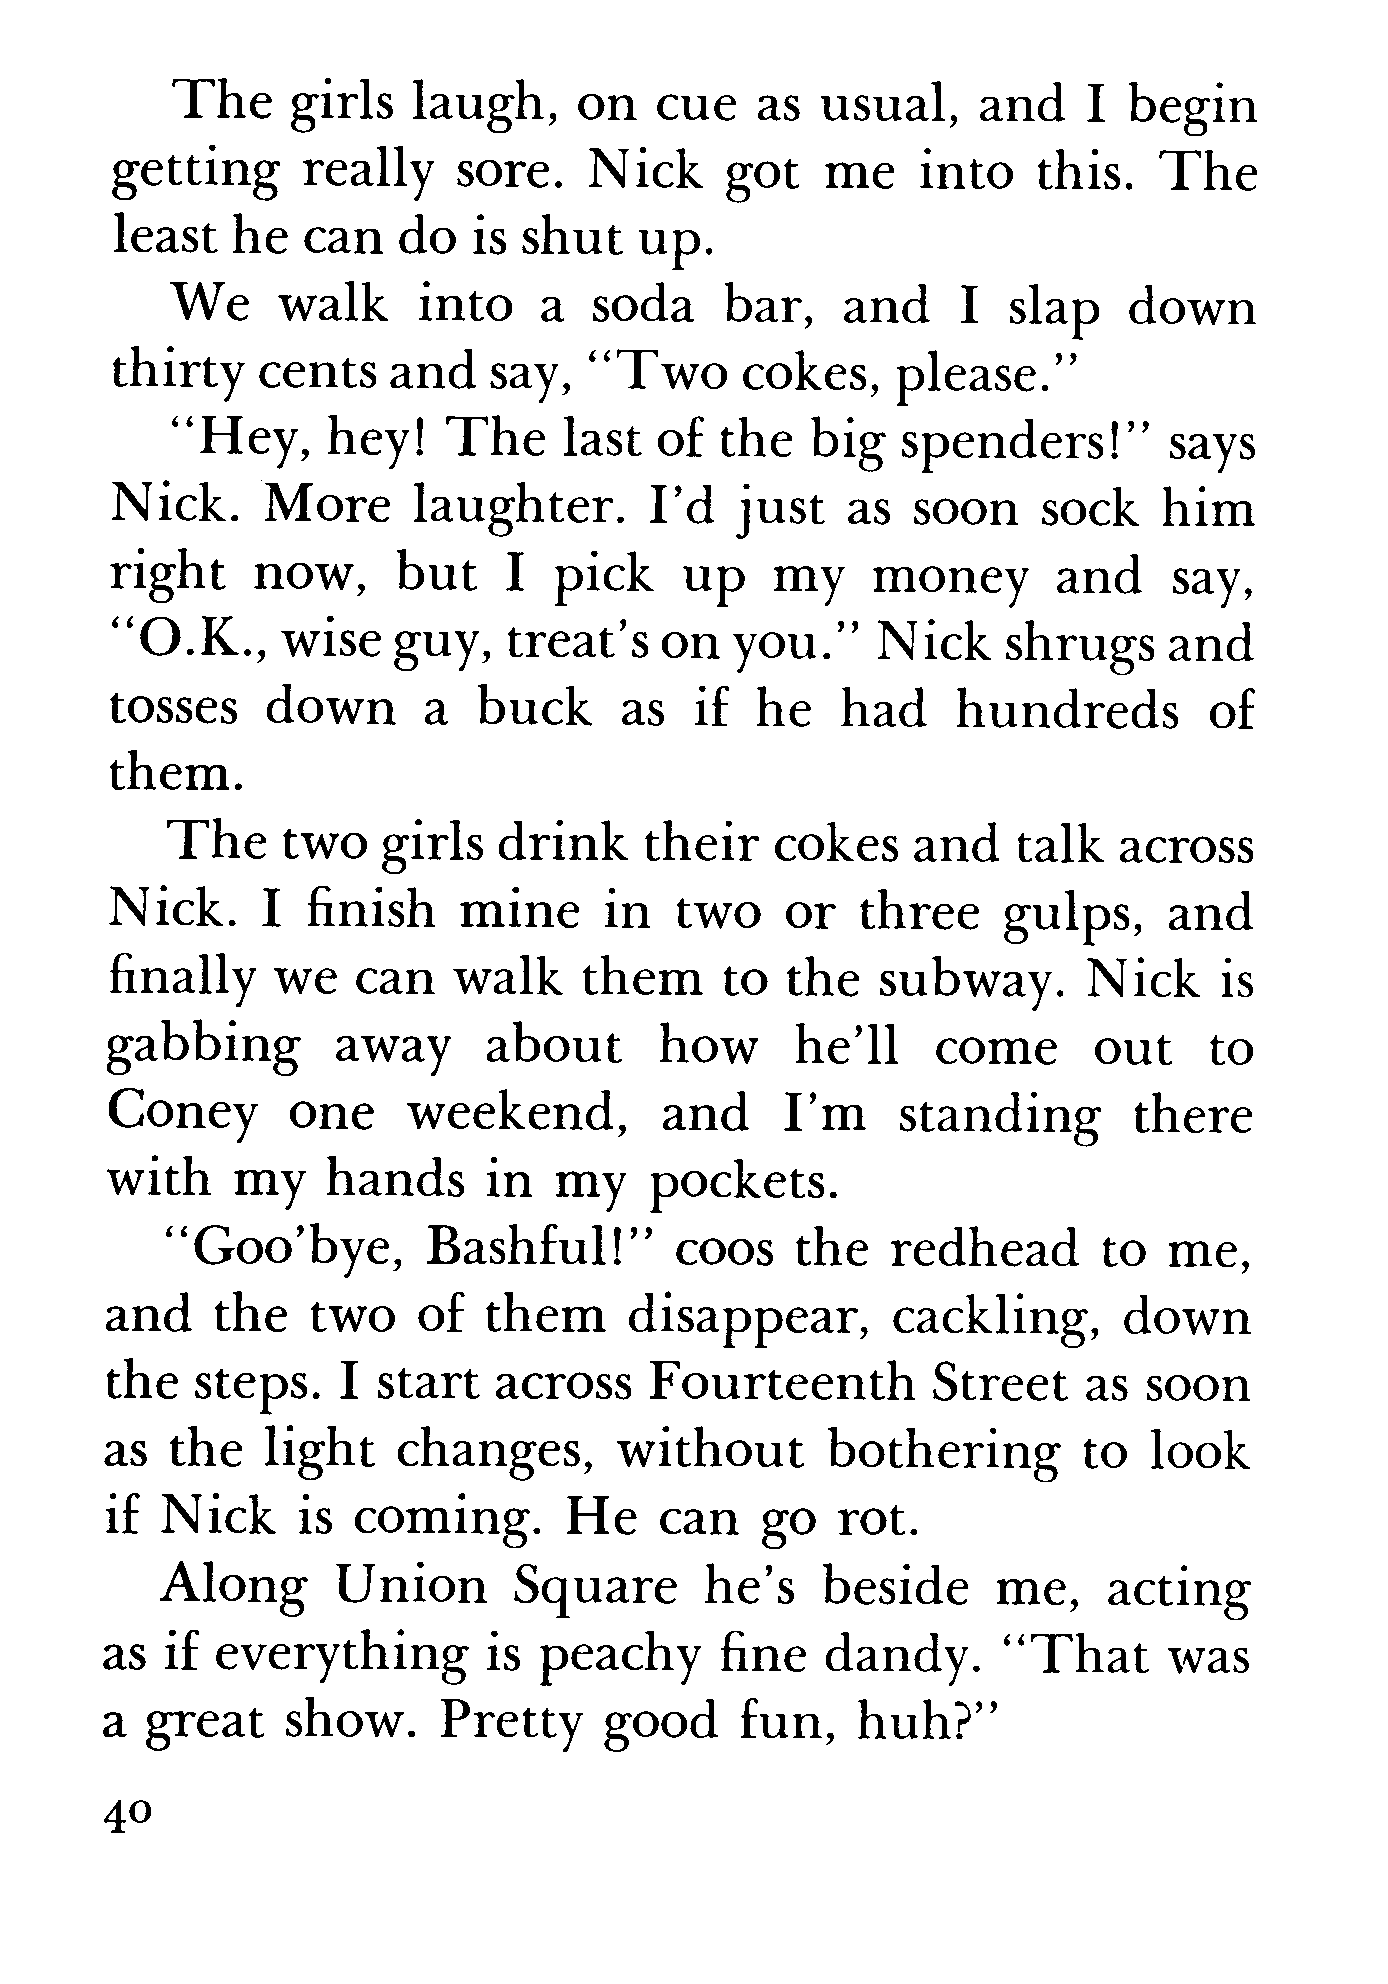 The girls laugh, on cue as usual, and I begin
getting really sore. Nick got me into this. The
least he can do is shut up.
We walk into a soda bar, and I slap down
thirty cents and say, “Two cokes, please.”
“Hey, hey! The last of the big spenders!” says
Nick. More laughter. I’d just as soon sock him
right now, but I pick up my money and say,
“O.K., wise guy, treat’s on you.” Nick shrugs and
tosses down a buck as if he had hundreds of
them.
The two girls drink their cokes and talk across
Nick. I finish mine in two or three gulps, and
finally we can walk them to the subway. Nick is
gabbing away about how he’ll come out to
Coney one weekend, and I’m standing there
with my hands in my pockets.
“Goo’bye, Bashful!” coos the redhead to me,
and the two of them disappear, cackling, down
the steps. I start across Fourteenth Street as soon
as the light changes, without bothering to look
if Nick is coming. He can go rot.
Along Union Square he’s beside me, acting
as if everything is peachy fine dandy. “That was
a great show. Pretty good fun, huh?”
40